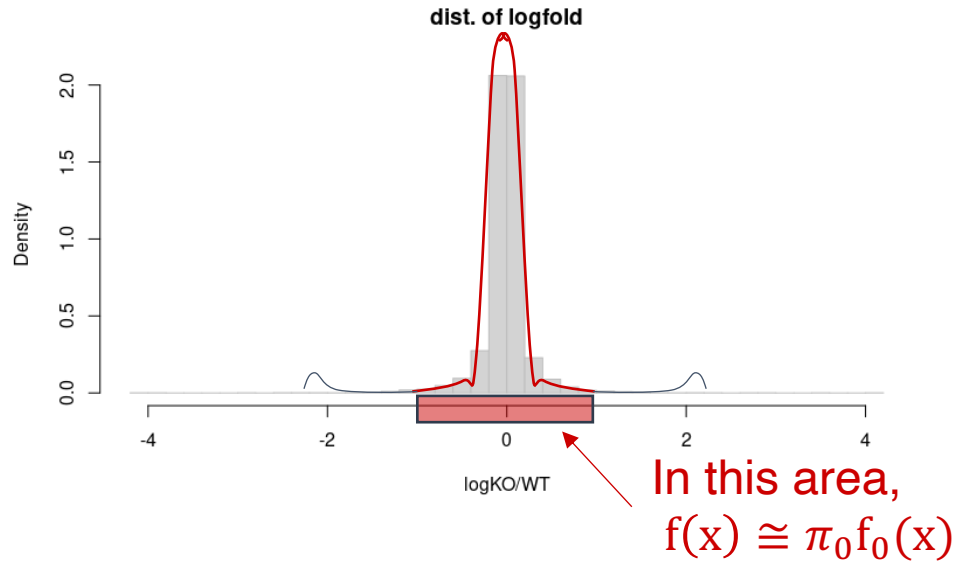 dist. of logfold
Density
2.0
1.5
1.0
0.5
0.0
-4 -2 0 2 4
logKO/WT
In this area,
f(x) ≅ π₀f₀(x)